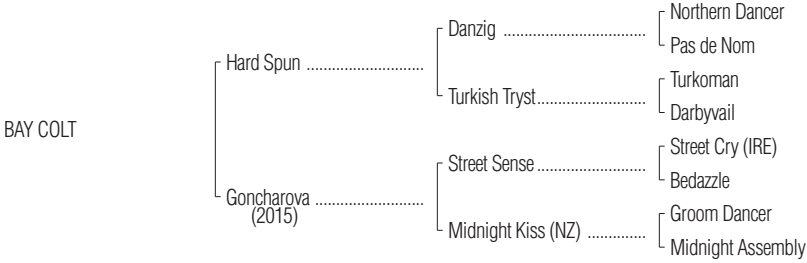 Northern Dancer
Danzig ................................
Pas de Nom
Hard Spun ..........................
Turkoman
Turkish Tryst........................
Darbyvail
BAY COLT
Street Cry (IRE)
Street Sense........................
Bedazzle
Goncharova ........................
(2015)
Groom Dancer
Midnight Kiss (NZ) .............
Midnight Assembly